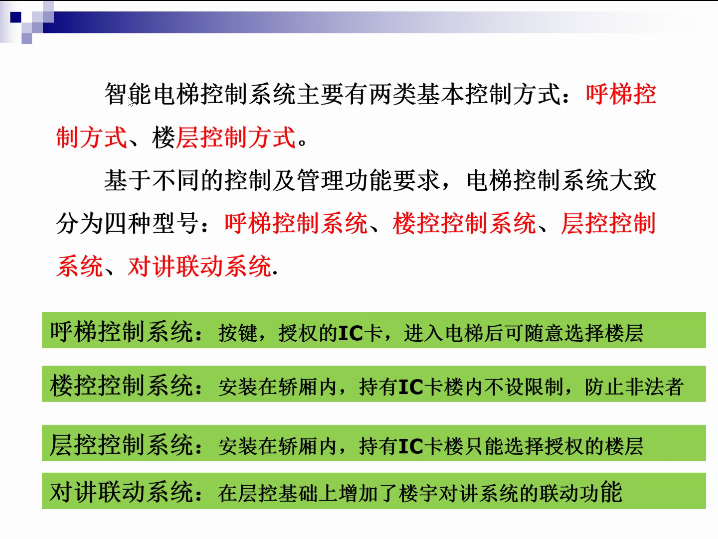 智能电梯控制系统主要有两类基本控制方式：呼梯控
制方式、楼层控制方式。
基于不同的控制及管理功能要求，电梯控制系统大致
分为四种型号：呼梯控制系统、楼控控制系统、层控控制
系统、对讲联动系统.
呼梯控制系统：按键，授权的IC卡，进入电梯后可随意选择楼层
楼控控制系统：安装在轿厢内，持有IC卡楼内不设限制，防止非法者
层控控制系统：安装在轿厢内，持有IC卡楼只能选择授权的楼层
对讲联动系统：在层控基础上增加了楼宇对讲系统的联动功能